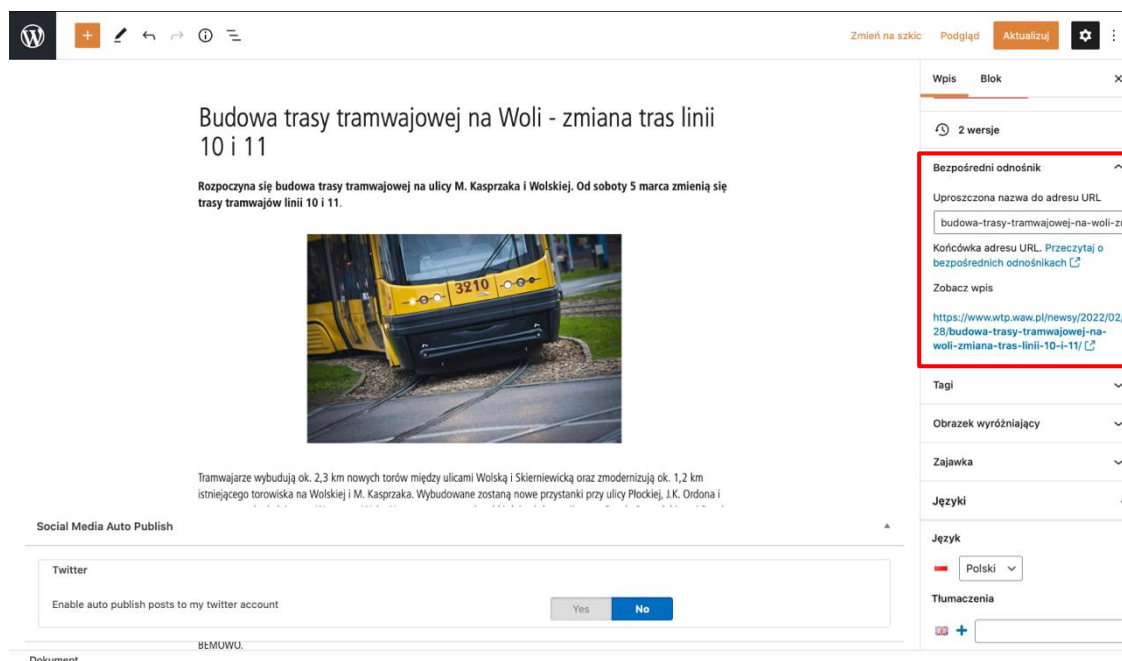 Zmień na szkic Podgląd Aktualizuj
Budowa trasy tramwajowej na Woli - zmiana tras linii
10 i 11
Rozpoczyna się budowa trasy tramwajowej na ulicy M. Kasprzaka i Wolskiej. Od soboty 5 marca zmienią się
trasy tramwajów linii 10 i 11.
3210
Tramwajarze wybudują ok. 2,3 km nowych torów między ulicami Wolską i Skierniewicką oraz zmodernizują ok. 1,2 km
istniejącego torowiska na Wolskiej i M. Kasprzaka. Wybudowane zostaną nowe przystanki przy ulicy Płockiej, J.K. Ordona i
Social Media Auto Publish
Twitter
Enable auto publish posts to my twitter account
Yes No
BEMOWO.
Dokument
Wpis Blok
2 wersje
Bezpośredni odnośnik
Uproszczona nazwa do adresu URL
budowa-trasy-tramwajowej-na-woli-z
Końcówka adresu URL. Przeczytaj o
bezpośrednich odnośnikach
Zobacz wpis
https://www.wtp.waw.pl/newsy/2022/02/
28/budowa-trasy-tramwajowej-na-
woli-zmiana-tras-linii-10-i-11/
Tagi
Obrazek wyróżniający
Zajawka
Języki
Język
Polski
Tłumaczenia